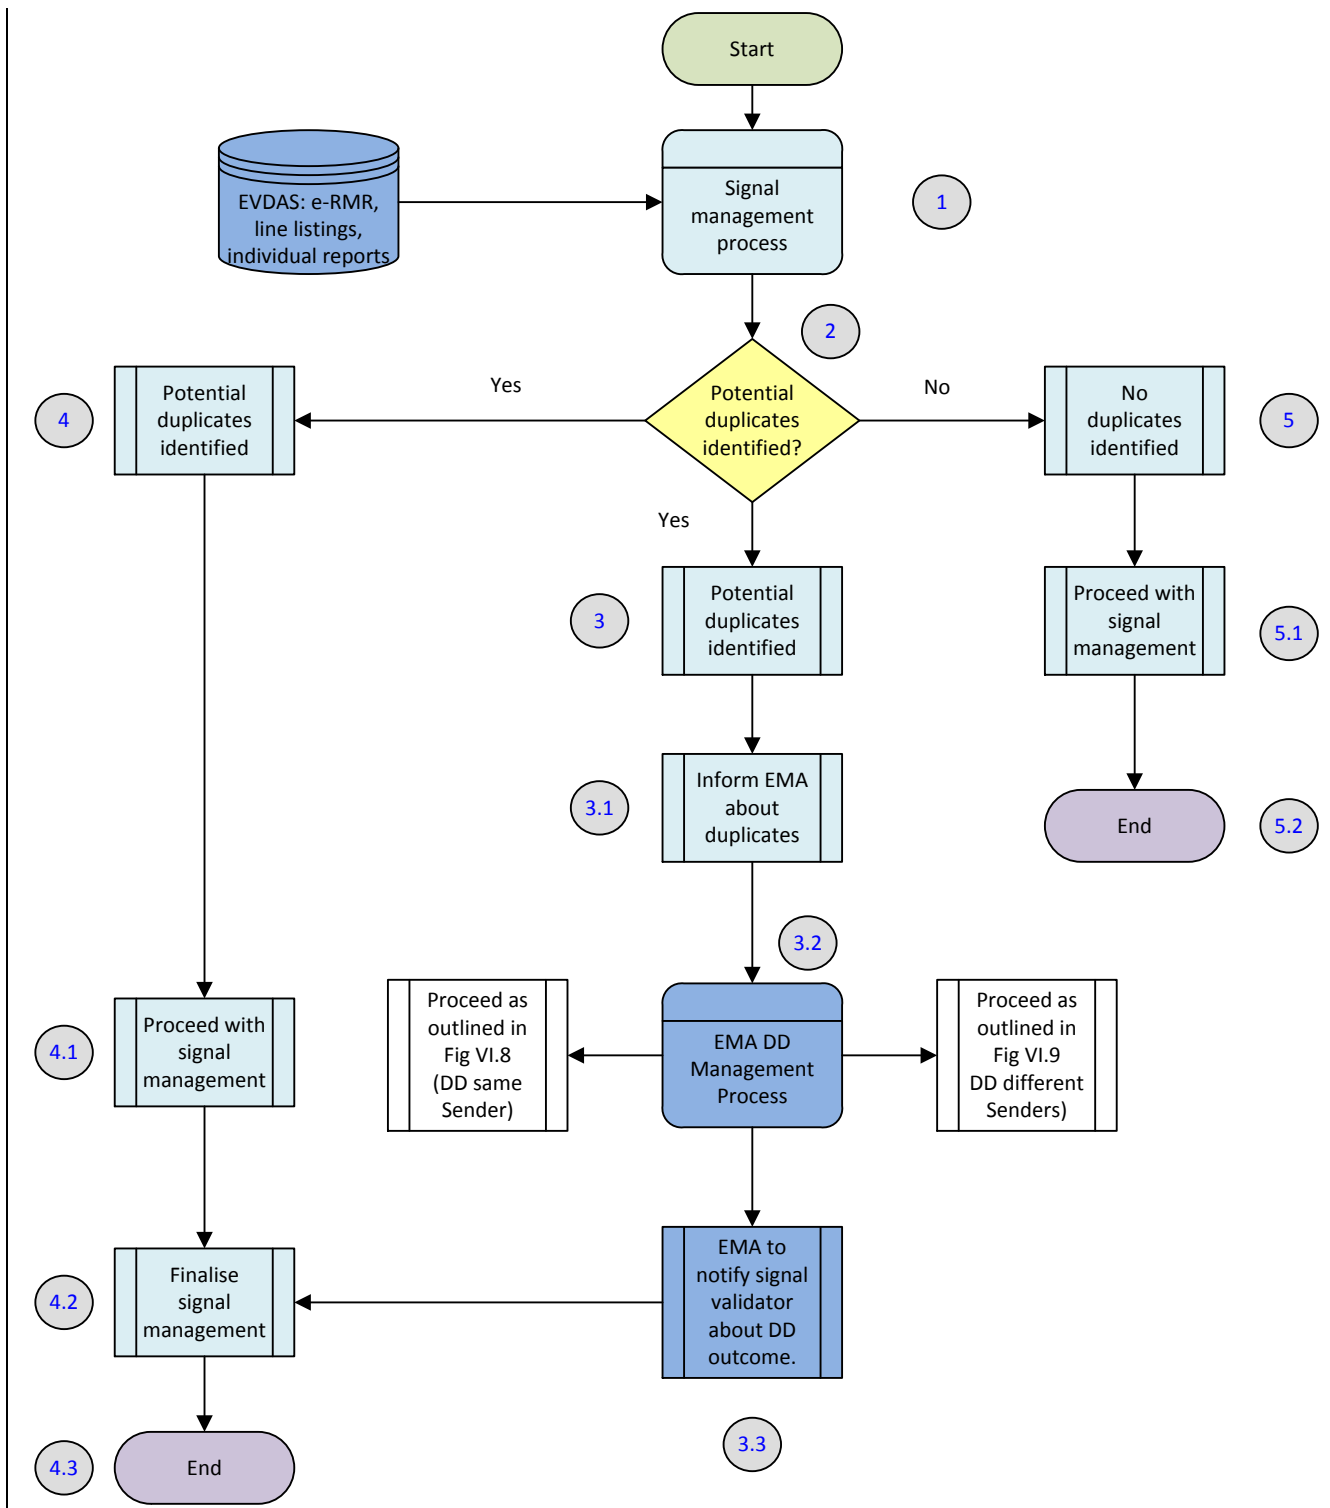 Start
EVDAS: e-RMR,
line listings,
individual reports
Signal
management
process
1
2
Potential
duplicates
identified?
Yes
No
Yes
4
Potential
duplicates
identified
No
duplicates
identified
5
3
Potential
duplicates
identified
Proceed with
signal
management
5.1
3.1
Inform EMA
about
duplicates
End
5.2
3.2
4.1
Proceed with
signal
management
Proceed as
outlined in
Fig VI.8
(DD same
Sender)
EMA DD
Management
Process
Proceed as
outlined in
Fig VI.9
DD different
Senders)
4.2
Finalise
signal
management
EMA to
notify signal
validator
about DD
outcome.
3.3
4.3
End